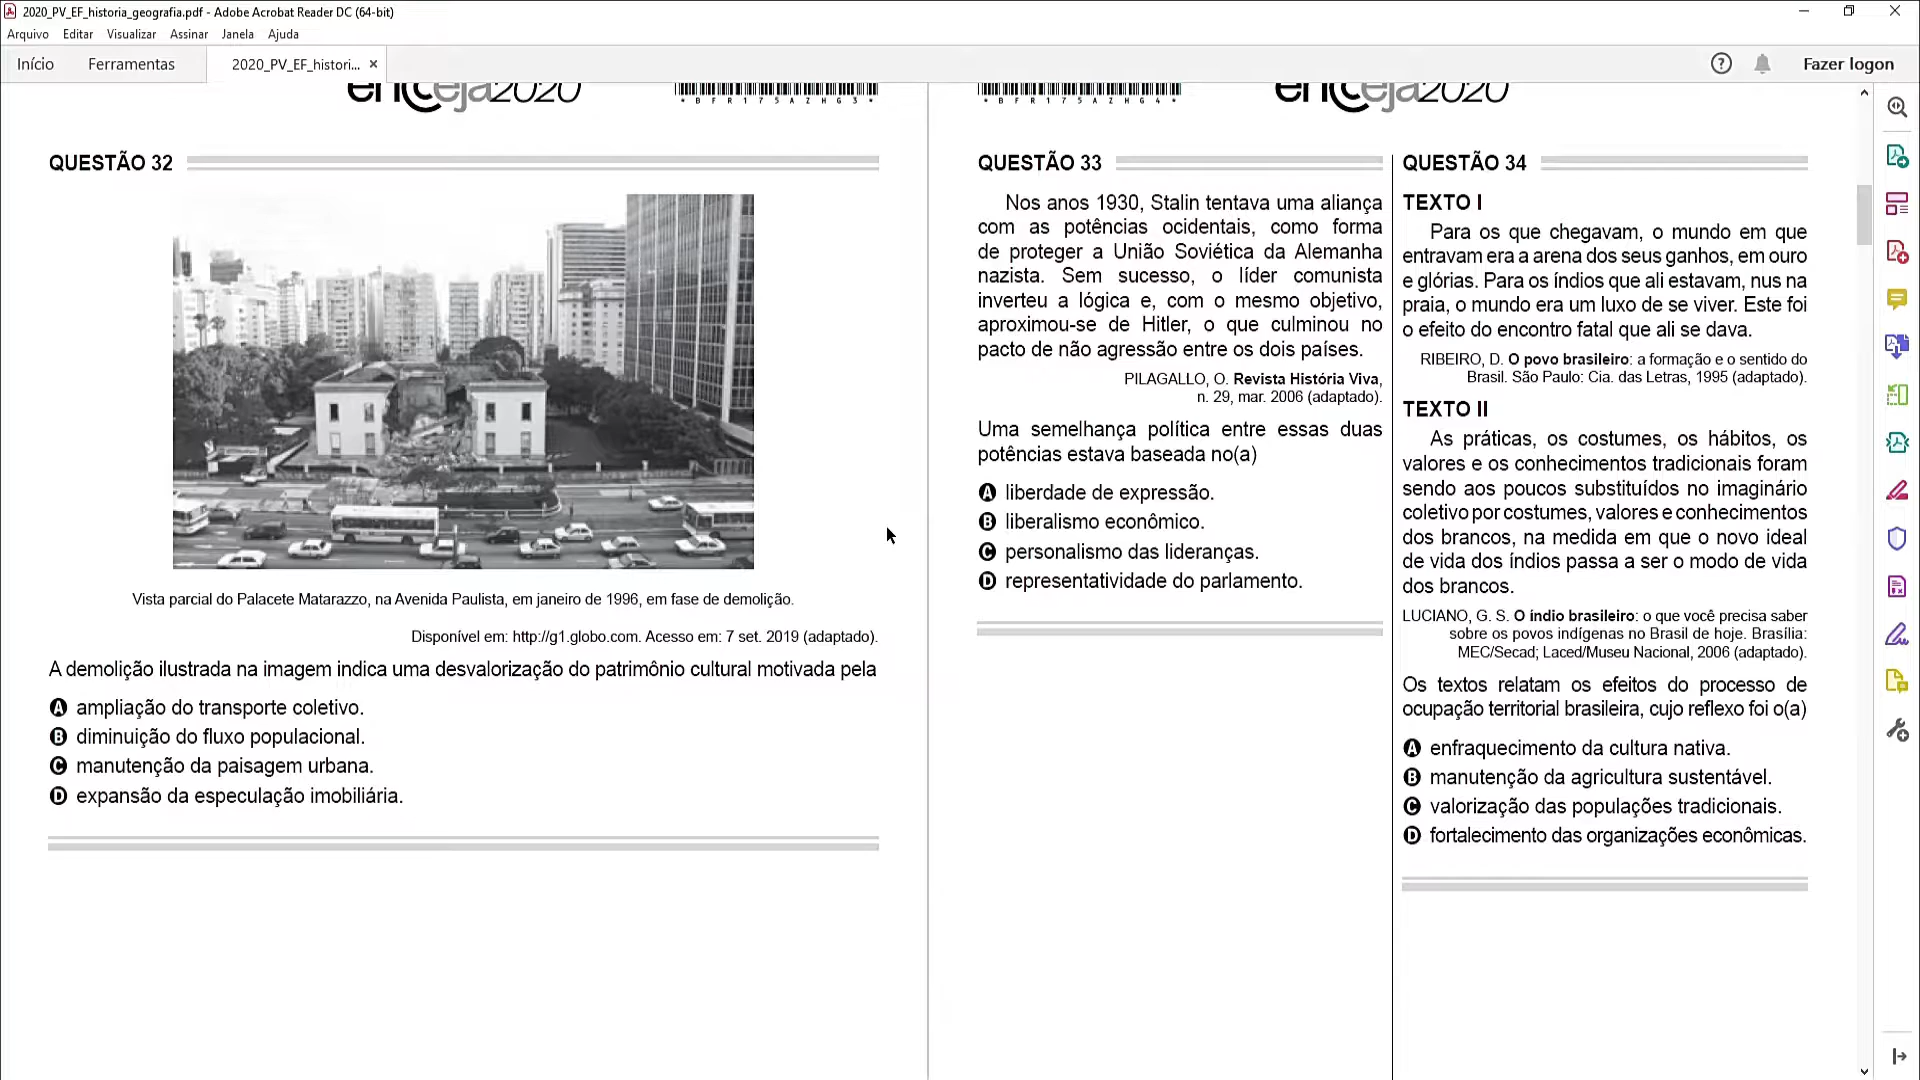 2020_PV_EF_historia_geografia.pdf - Adobe Acrobat Reader DC (64-bit)
Arquivo Editar Visualizar Assinar Janela Ajuda
Início Ferramentas 2020_PV_EF_histori... × Fazer logon
encceja2020
*BFR175AZHG3*
QUESTÃO 32
Vista parcial do Palacete Matarazzo, na Avenida Paulista, em janeiro de 1996, em fase de demolição.
Disponível em: http://g1.globo.com. Acesso em: 7 set. 2019 (adaptado).
A demolição ilustrada na imagem indica uma desvalorização do patrimônio cultural motivada pela
A ampliação do transporte coletivo.
B diminuição do fluxo populacional.
C manutenção da paisagem urbana.
D expansão da especulação imobiliária.
*BFR175AZHG4*
encceja2020
QUESTÃO 33
Nos anos 1930, Stalin tentava uma aliança
com as potências ocidentais, como forma
de proteger a União Soviética da Alemanha
nazista. Sem sucesso, o líder comunista
inverteu a lógica e, com o mesmo objetivo,
aproximou-se de Hitler, o que culminou no
pacto de não agressão entre os dois países.
PILAGALLO, O. Revista História Viva,
n. 29, mar. 2006 (adaptado).
Uma semelhança política entre essas duas
potências estava baseada no(a)
A liberdade de expressão.
B liberalismo econômico.
C personalismo das lideranças.
D representatividade do parlamento.
QUESTÃO 34
TEXTO I
Para os que chegavam, o mundo em que
entravam era a arena dos seus ganhos, em ouro
e glórias. Para os índios que ali estavam, nus na
praia, o mundo era um luxo de se viver. Este foi
o efeito do encontro fatal que ali se dava.
RIBEIRO, D. O povo brasileiro: a formação e o sentido do
Brasil. São Paulo: Cia. das Letras, 1995 (adaptado).
TEXTO II
As práticas, os costumes, os hábitos, os
valores e os conhecimentos tradicionais foram
sendo aos poucos substituídos no imaginário
coletivo por costumes, valores e conhecimentos
dos brancos, na medida em que o novo ideal
de vida dos índios passa a ser o modo de vida
dos brancos.
LUCIANO, G. S. O índio brasileiro: o que você precisa saber
sobre os povos indígenas no Brasil de hoje. Brasília:
MEC/Secad; Laced/Museu Nacional, 2006 (adaptado).
Os textos relatam os efeitos do processo de
ocupação territorial brasileira, cujo reflexo foi o(a)
A enfraquecimento da cultura nativa.
B manutenção da agricultura sustentável.
C valorização das populações tradicionais.
D fortalecimento das organizações econômicas.